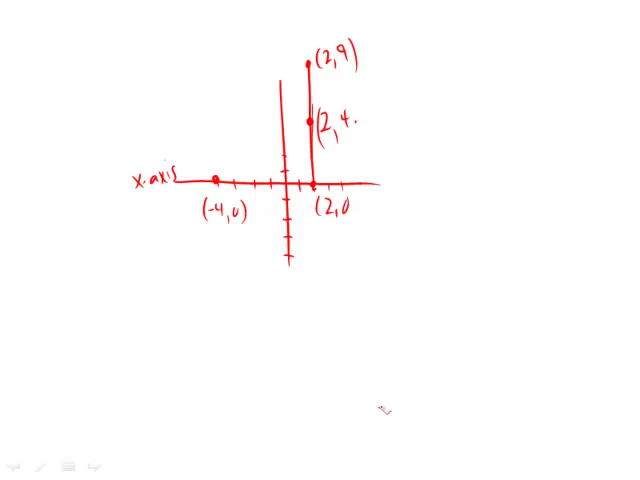 (2,9)
(2,4.
x-axis
(-4,0)
(2,0